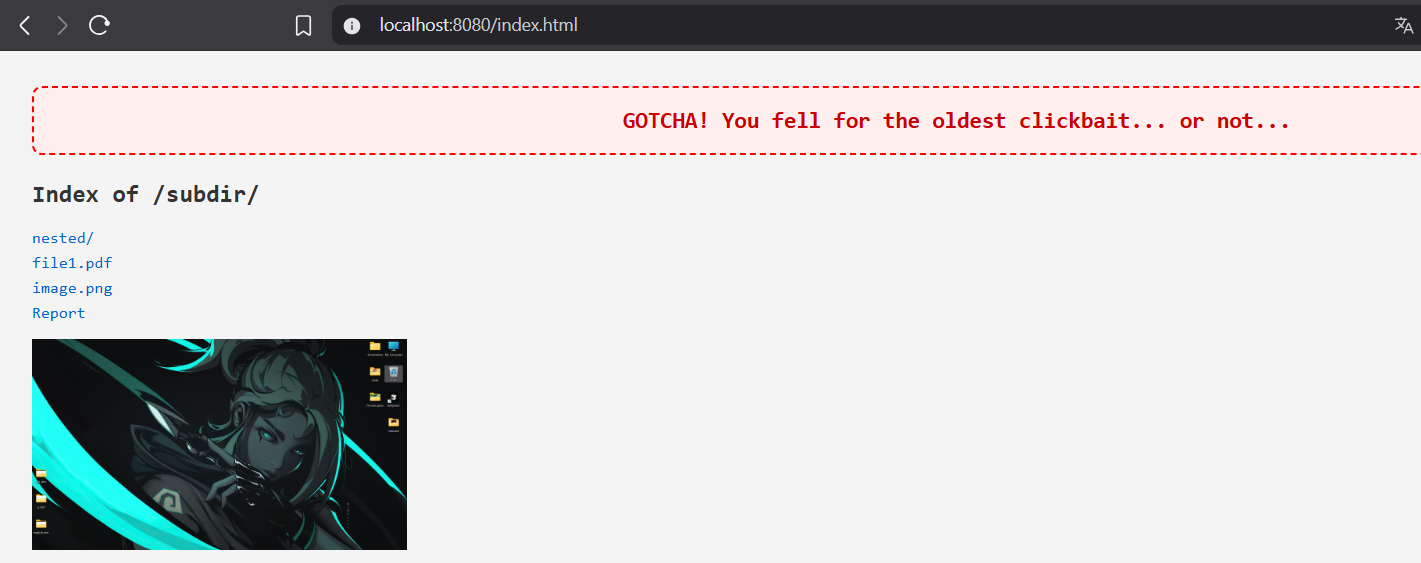 localhost:8080/index.html
GOTCHA! You fell for the oldest clickbait... or not...
Index of /subdir/
nested/
file1.pdf
image.png
Report